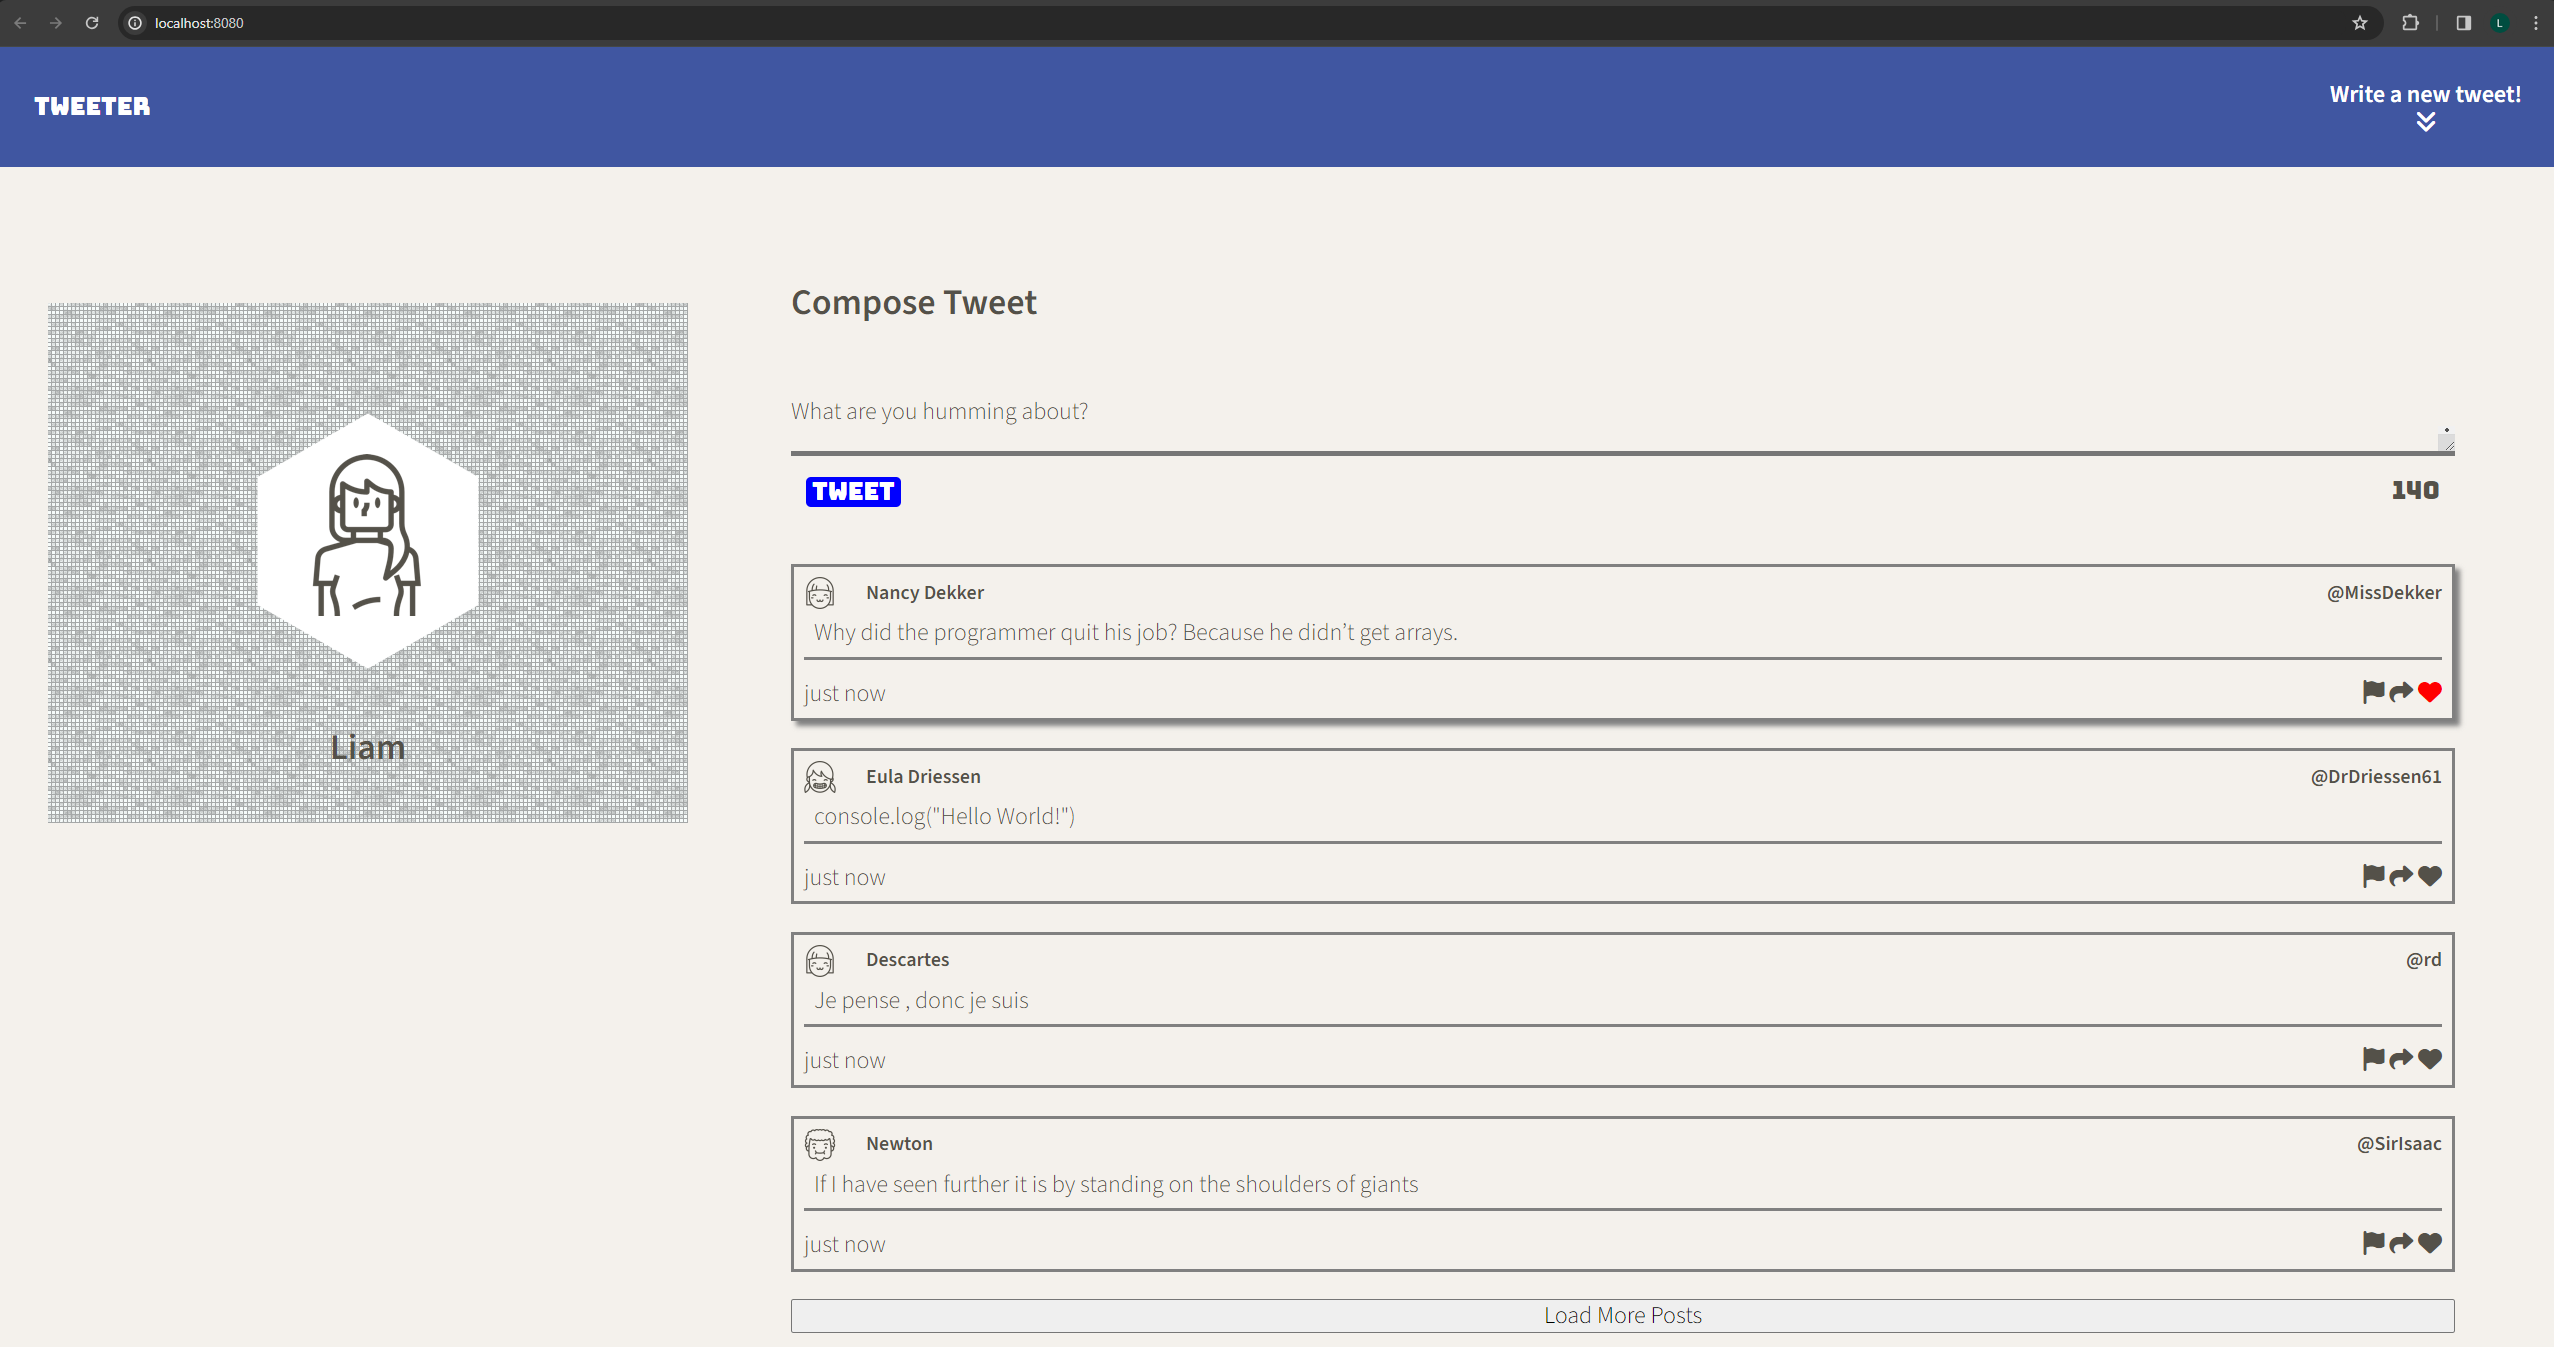 localhost:8080
L
TWEETER
Write a new tweet!
Liam
Compose Tweet
What are you humming about?
TWEET
140
Nancy Dekker
@MissDekker
Why did the programmer quit his job? Because he didn’t get arrays.
just now
Eula Driessen
@DrDriessen61
console.log("Hello World!")
just now
Descartes
@rd
Je pense , donc je suis
just now
Newton
@SirIsaac
If I have seen further it is by standing on the shoulders of giants
just now
Load More Posts